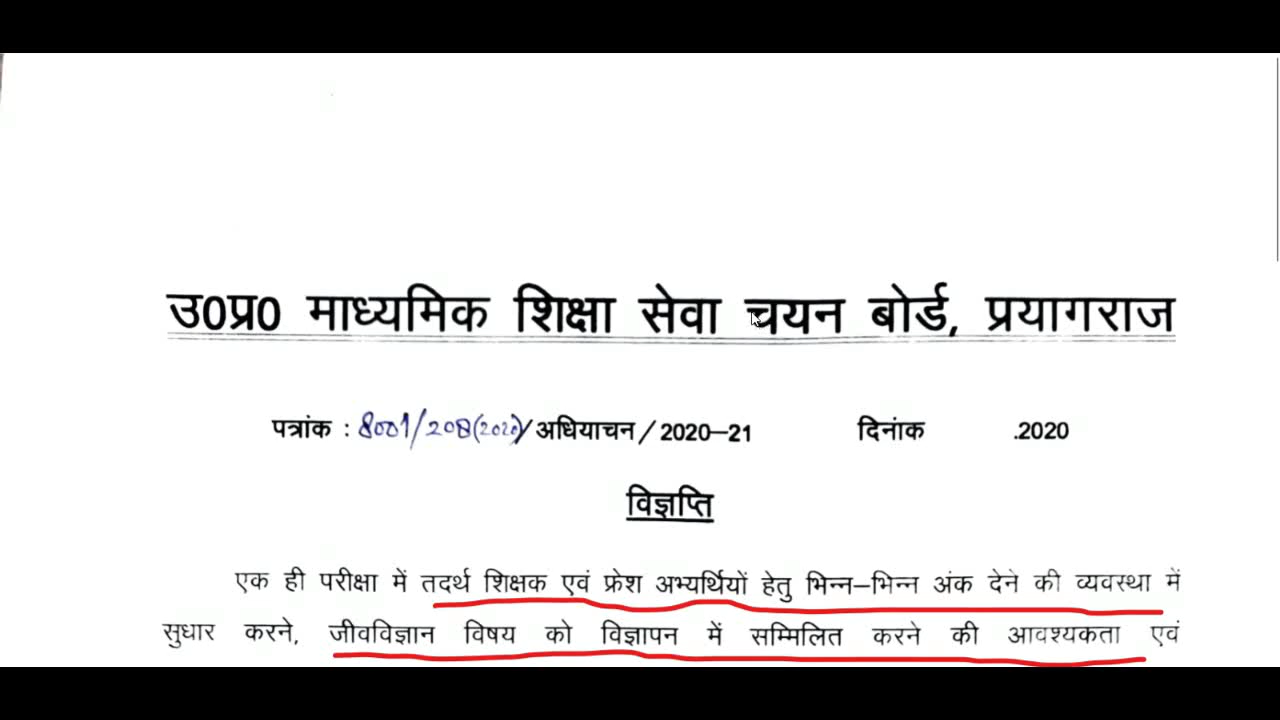 उ0प्र0 माध्यमिक शिक्षा सेवा चयन बोर्ड, प्रयागराज
पत्रांक : 8001/208(2020)/अधियाचन/2020–21 दिनांक .2020
विज्ञप्ति
एक ही परीक्षा में तदर्थ शिक्षक एवं फ्रेश अभ्यर्थियों हेतु भिन्न–भिन्न अंक देने की व्यवस्था में
सुधार करने, जीवविज्ञान विषय को विज्ञापन में सम्मिलित करने की आवश्यकता एवं